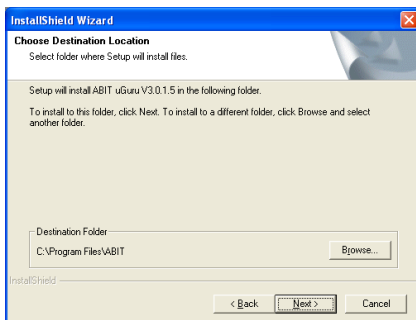 InstallShield Wizard
Choose Destination Location
Select folder where Setup will install files.
Setup will install ABIT uGuru V3.0.1.5 in the following folder.
To install to this folder, click Next. To install to a different folder, click Browse and select
another folder.
Destination Folder
C:\Program Files\ABIT
Browse...
InstallShield
< Back
Next >
Cancel